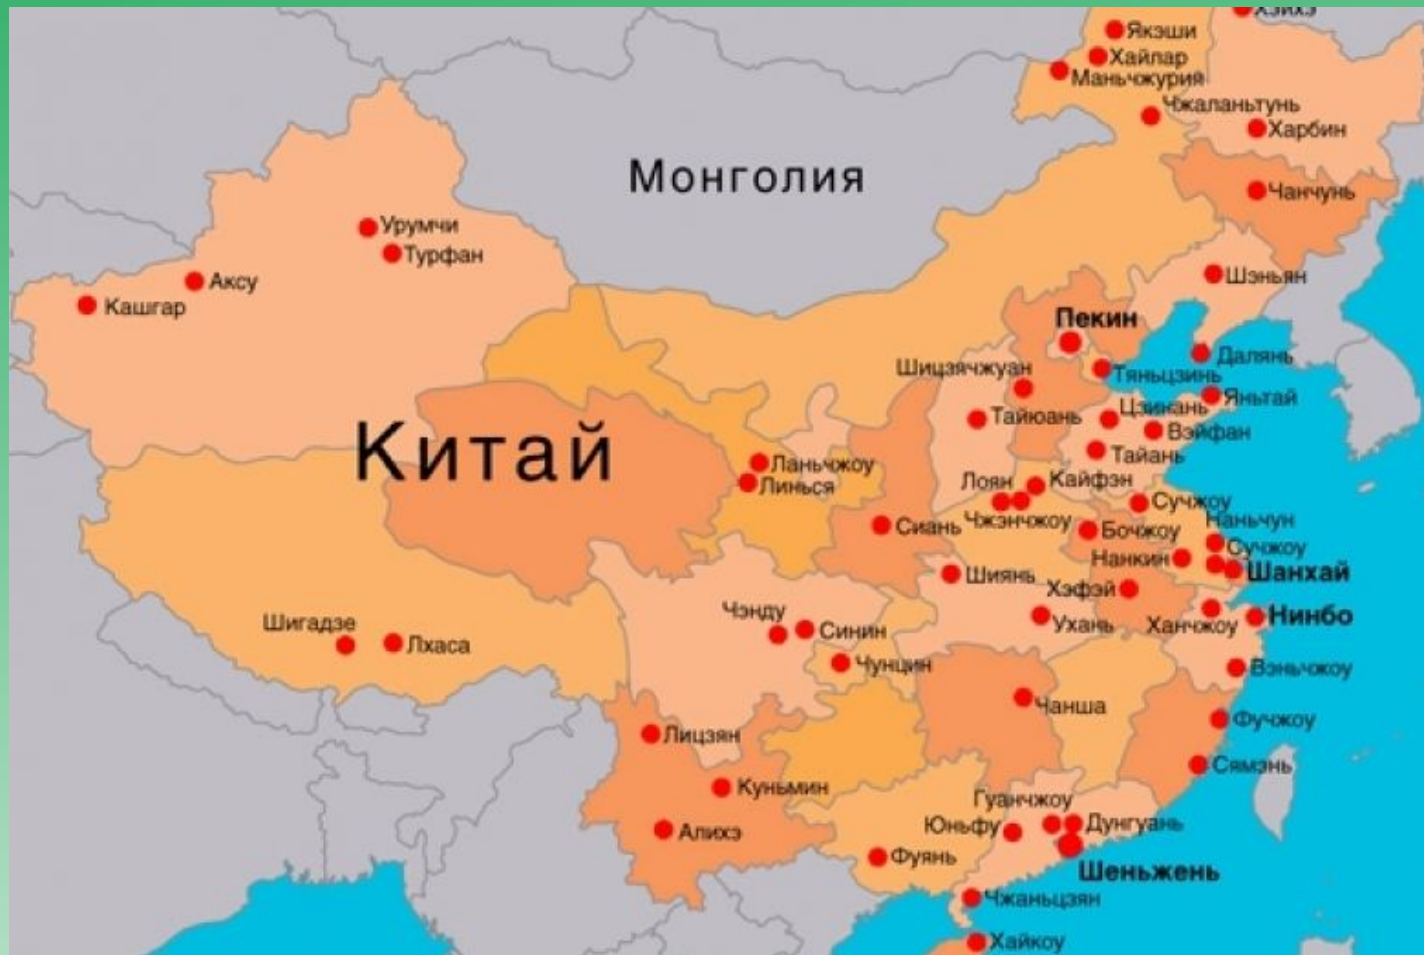 Хэйхэ
Якэши
Хайлар
Маньчжурия
Чжаланьтунь
Харбин
Монголия
Чанчунь
Урумчи
Турфан
Аксу
Кашгар
Шэньян
Пекин
Далянь
Шицзячжуан
Тяньцзинь
Яньтай
Цзинань
Тайюань
Вэйфан
Китай
Тайань
Ланьчжоу
Линься
Лоян
Кайфэн
Сучжоу
Чжэнчжоу
Наньчун
Сиань
Бочжоу
Сучжоу
Нанкин
Шанхай
Шиянь
Хэфэй
Чэнду
Нинбо
Шигадзе
Синин
Ухань
Ханчжоу
Лхаса
Чунцин
Вэньчжоу
Чанша
Фучжоу
Лицзян
Сямэнь
Куньмин
Гуанчжоу
Юньфу
Дунгуань
Алихэ
Фуянь
Шеньжень
Чжаньцзян
Хайкоу